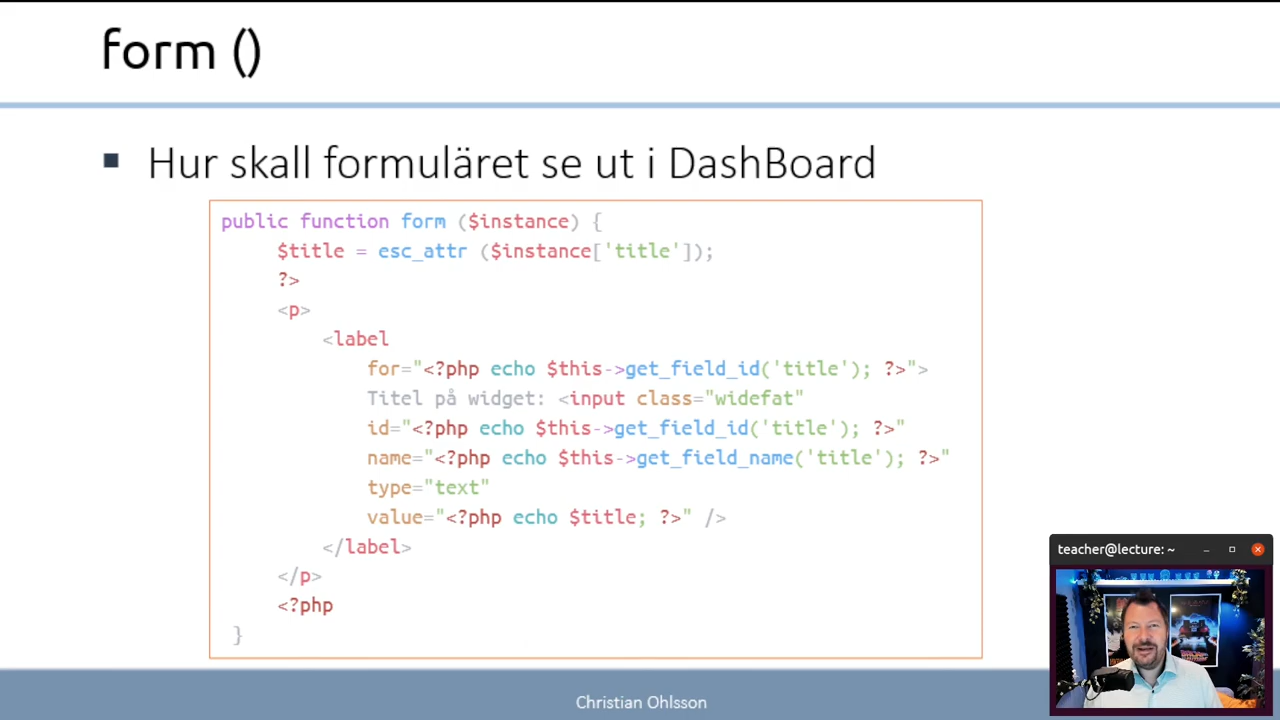 form ()
Hur skall formuläret se ut i DashBoard
public function form ($instance) {
$title = esc_attr ($instance['title']);
?>
<p>
<label
for="<?php echo $this->get_field_id('title'); ?>">
Titel på widget: <input class="widefat"
id="<?php echo $this->get_field_id('title'); ?>"
name="<?php echo $this->get_field_name('title'); ?>"
type="text"
value="<?php echo $title; ?>" />
</label>
</p>
<?php
}
teacher@lecture: ~
Christian Ohlsson